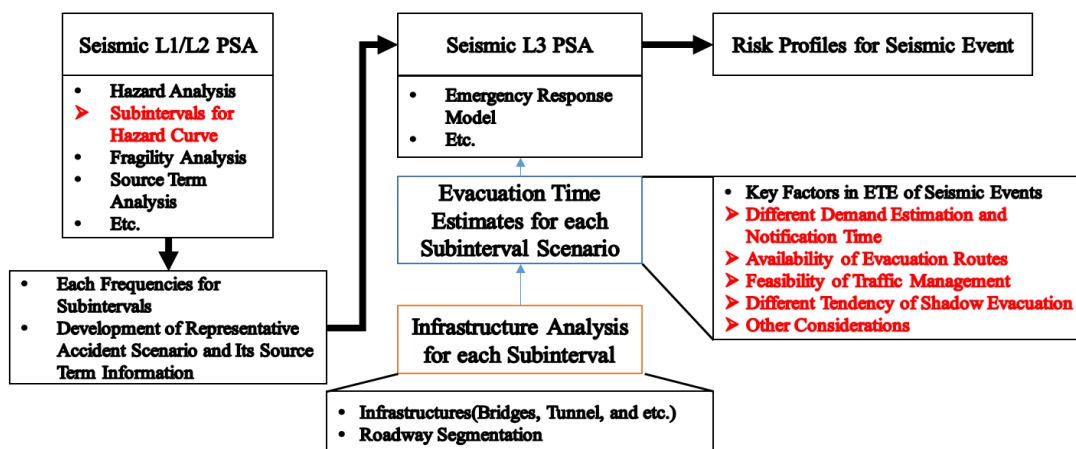 Seismic L1/L2 PSA
• Hazard Analysis
➢ Subintervals for
Hazard Curve
• Fragility Analysis
• Source Term
Analysis
• Etc.
• Each Frequencies for
Subintervals
• Development of Representative
Accident Scenario and Its Source
Term Information
Seismic L3 PSA
• Emergency Response
Model
• Etc.
Evacuation Time
Estimates for each
Subinterval Scenario
Infrastructure Analysis
for each Subinterval
• Infrastructures(Bridges, Tunnel, and etc.)
• Roadway Segmentation
Risk Profiles for Seismic Event
• Key Factors in ETE of Seismic Events
➢ Different Demand Estimation and
Notification Time
➢ Availability of Evacuation Routes
➢ Feasibility of Traffic Management
➢ Different Tendency of Shadow Evacuation
➢ Other Considerations